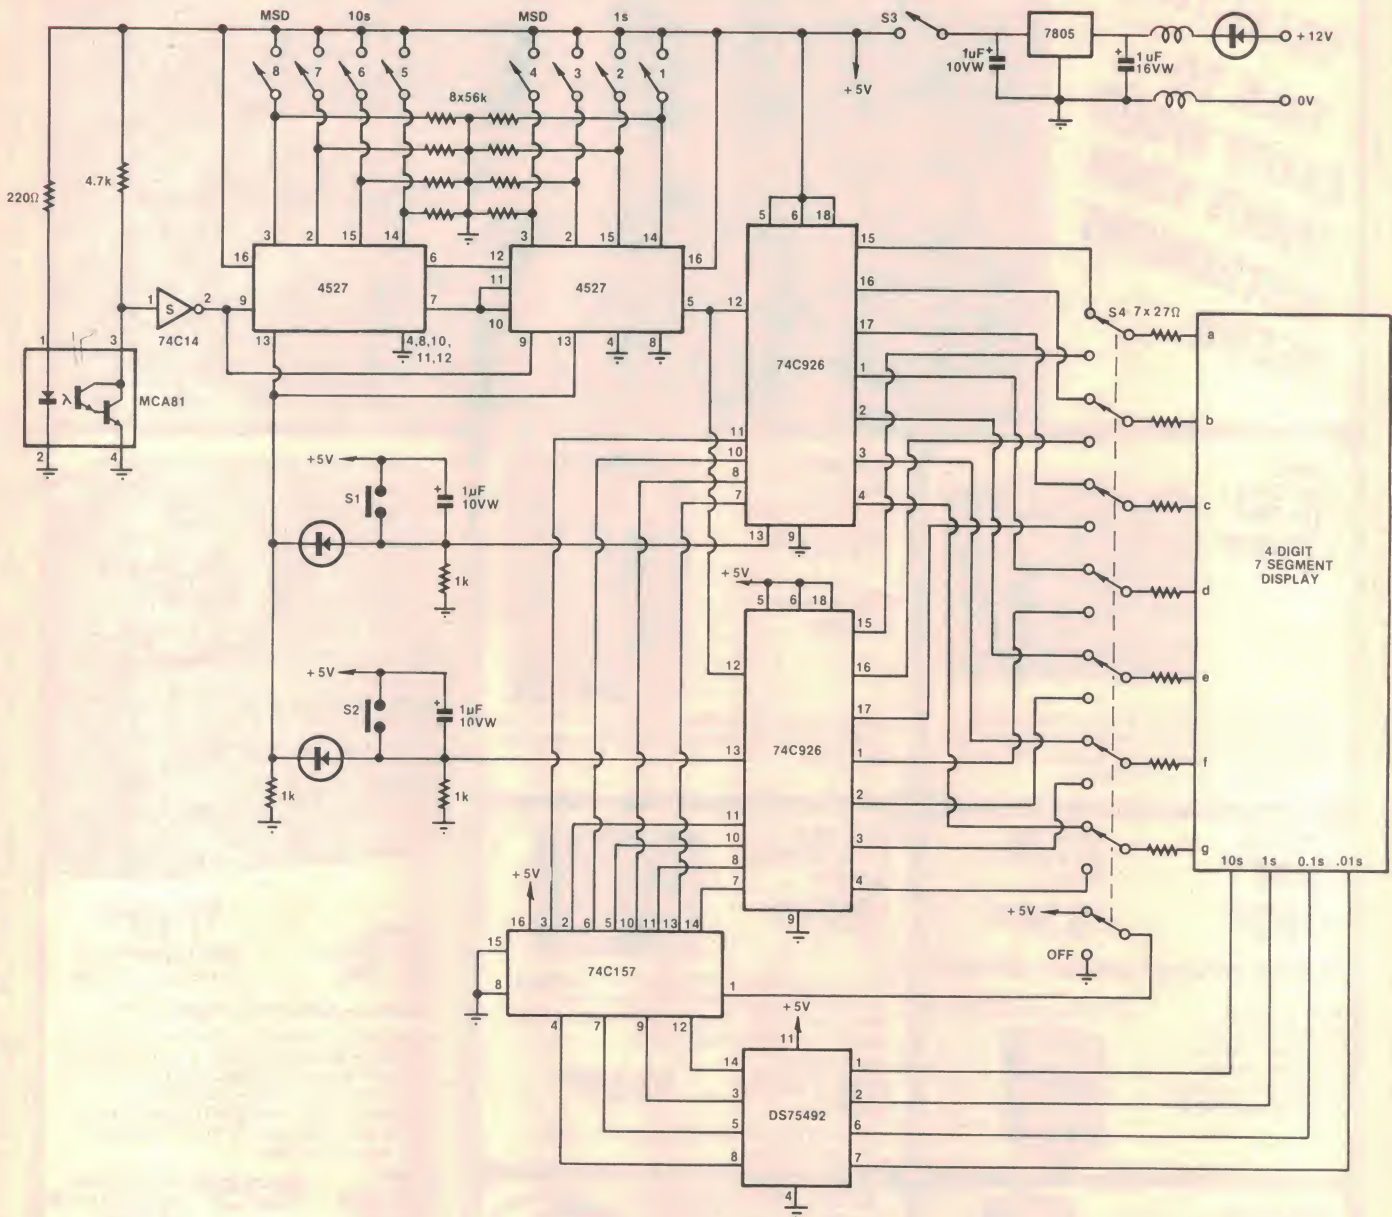 MSD 10s MSD 1s
S3 7805 +12V
8 7 6 5 4 3 2 1
1uF + 10VW
+ 1uF 16VW
+5V
0V
8x56k
220Ω 4.7k
3 2 15 14 3 2 15 14
5 6 18
16 6 12 16
4527 4527
11
9 7 10 5 12
1 S 2
74C14
13 4,8,10, 11,12 9 13 4 8
1 3
MCA81
λ
2 4
74C926
15
16
17
1
2
3
4
11
10
8
7
13 9
S4 7x27Ω
a
b
c
d
e
f
g
4 DIGIT
7 SEGMENT
DISPLAY
10s 1s 0.1s .01s
+5V
S1 + 1µF
10VW
1k
+5V
5 6 18
12
13
74C926
15
16
17
1
2
3
4
11
10
8
7
9
+5V
S2 + 1µF
10VW
1k 1k
+5V
16 3 2 6 5 10 11 13 14
15
8
74C157
1
4 7 9 12
+5V
OFF
+5V
11
14 1
3 2
DS75492
5 6
8 7
4